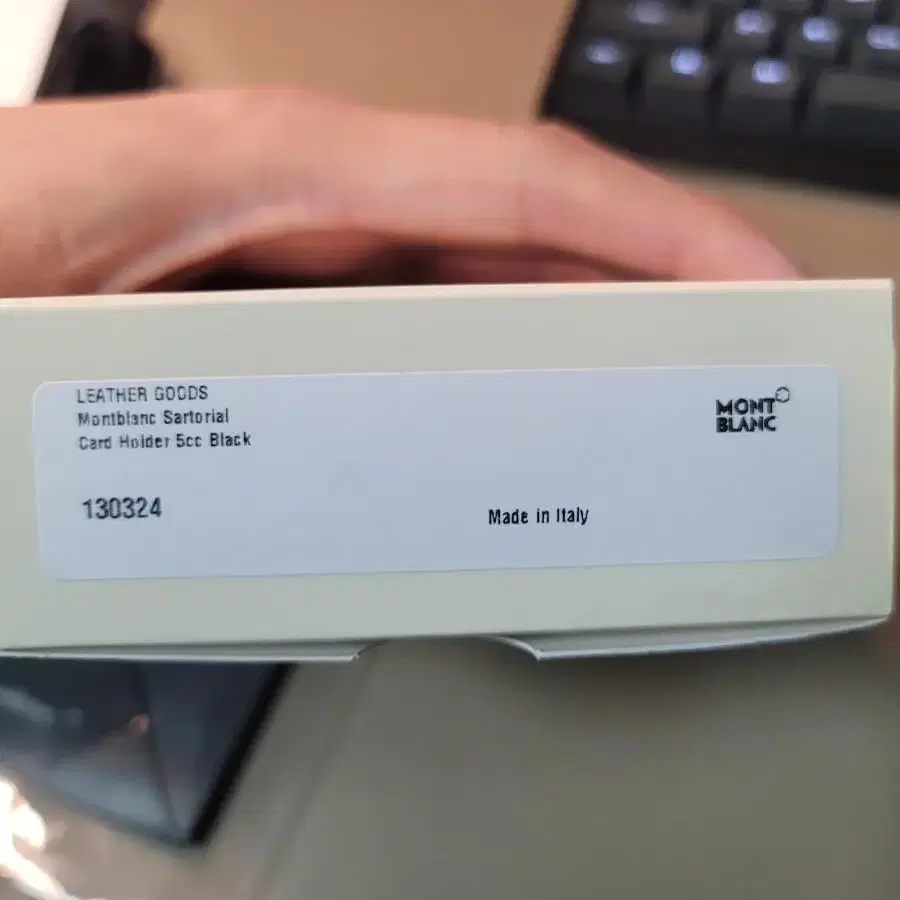 LEATHER GOODS
Montblanc Sartorial
Card Holder 5cc Black
130324
Made in Italy
MONT
BLANC